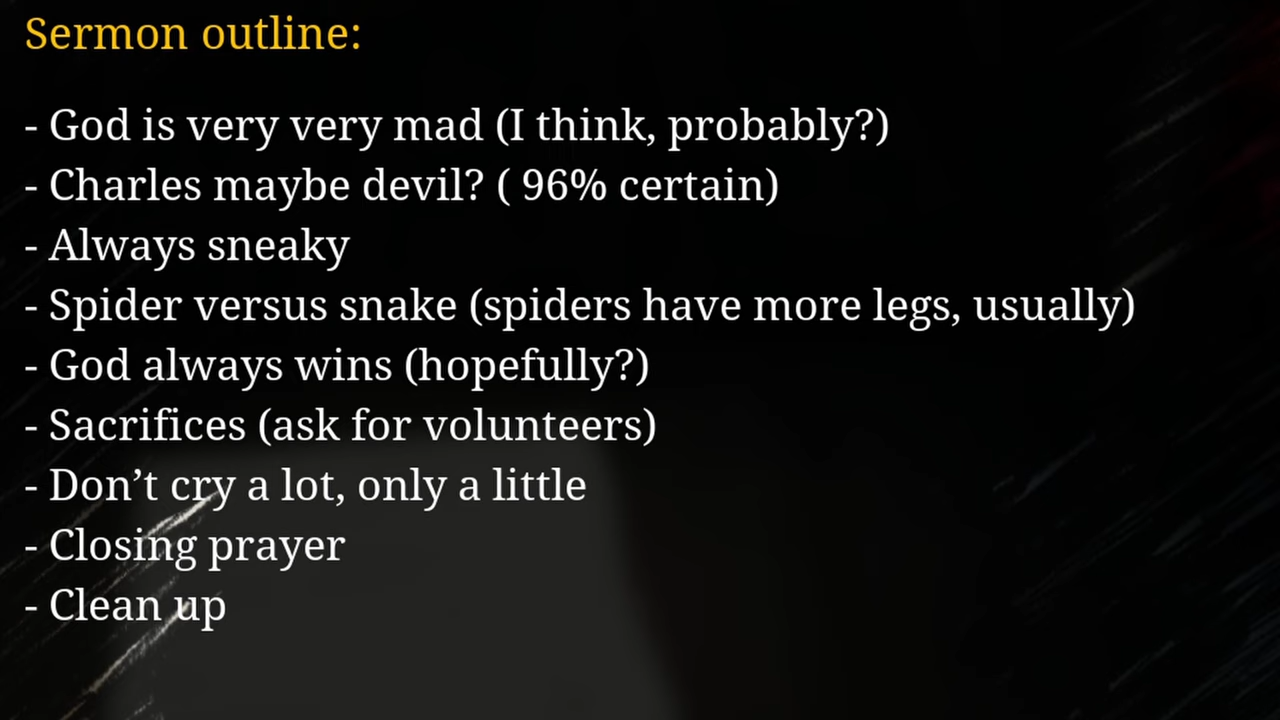 Sermon outline:
- God is very very mad (I think, probably?)
- Charles maybe devil? ( 96% certain)
- Always sneaky
- Spider versus snake (spiders have more legs, usually)
- God always wins (hopefully?)
- Sacrifices (ask for volunteers)
- Don’t cry a lot, only a little
- Closing prayer
- Clean up